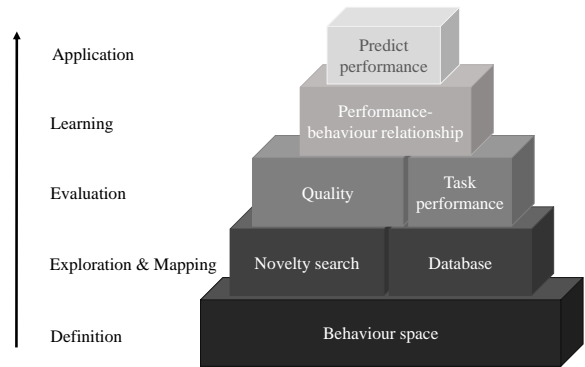 Application
Predict
performance
Learning
Performance-
behaviour relationship
Evaluation
Quality
Task
performance
Exploration & Mapping
Novelty search
Database
Definition
Behaviour space